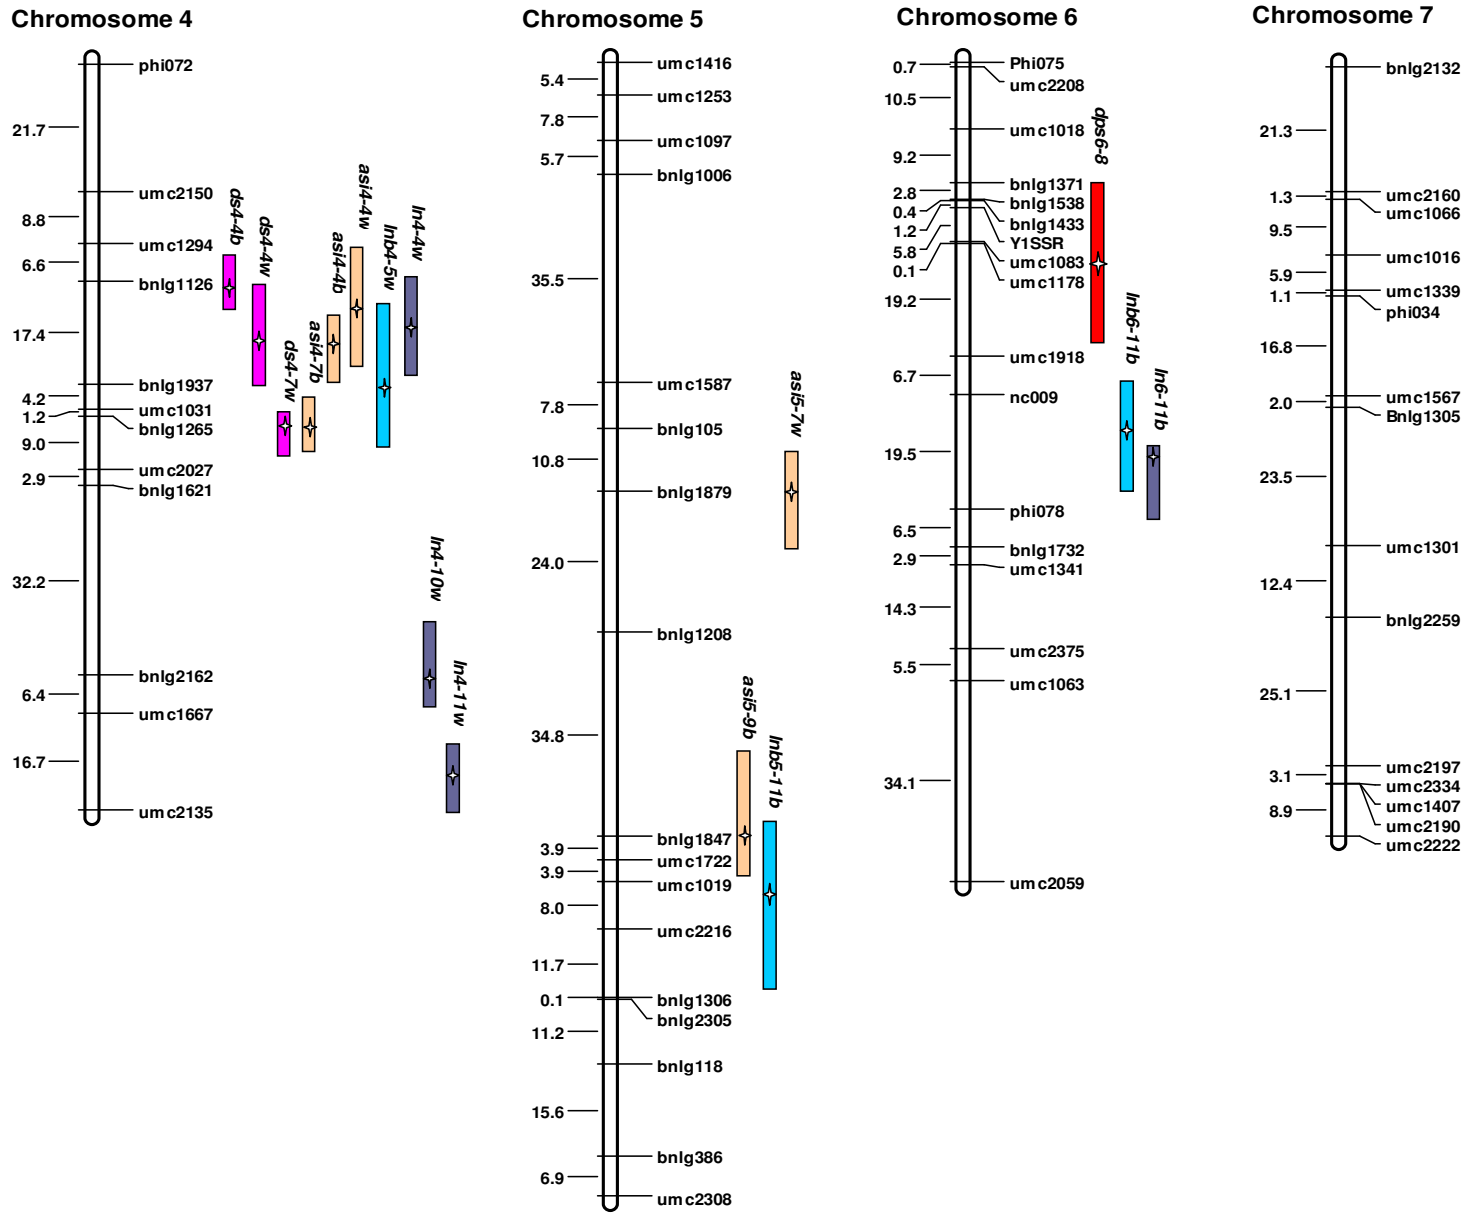 Chromosome 4
phi072
21.7
umc2150
8.8
umc1294
6.6
bnlg1126
17.4
bnlg1937
4.2
umc1031
1.2
bnlg1265
9.0
umc2027
2.9
bnlg1621
32.2
bnlg2162
6.4
umc1667
16.7
umc2135
ds4-4b
ds4-4w
ds4-7w
asi4-7b
asi4-4b
asi4-4w
lnb4-5w
ln4-4w
ln4-10w
ln4-11w
Chromosome 5
umc1416
5.4
umc1253
7.8
umc1097
5.7
bnlg1006
35.5
umc1587
7.8
bnlg105
10.8
bnlg1879
24.0
bnlg1208
34.8
bnlg1847
3.9
umc1722
3.9
umc1019
8.0
umc2216
11.7
bnlg1306
0.1
bnlg2305
11.2
bnlg118
15.6
bnlg386
6.9
umc2308
asi5-7w
asi5-9b
lnb5-11b
Chromosome 6
Phi075
0.7
umc2208
10.5
umc1018
9.2
bnlg1371
2.8
bnlg1538
0.4
bnlg1433
1.2
Y1SSR
5.8
umc1083
0.1
umc1178
19.2
umc1918
6.7
nc009
19.5
phi078
6.5
bnlg1732
2.9
umc1341
14.3
umc2375
5.5
umc1063
34.1
umc2059
dps6-8
lnb6-11b
ln6-11b
Chromosome 7
bnlg2132
21.3
umc2160
1.3
umc1066
9.5
umc1016
5.9
umc1339
1.1
phi034
16.8
umc1567
2.0
Bnlg1305
23.5
umc1301
12.4
bnlg2259
25.1
umc2197
3.1
umc2334
umc1407
8.9
umc2190
umc2222